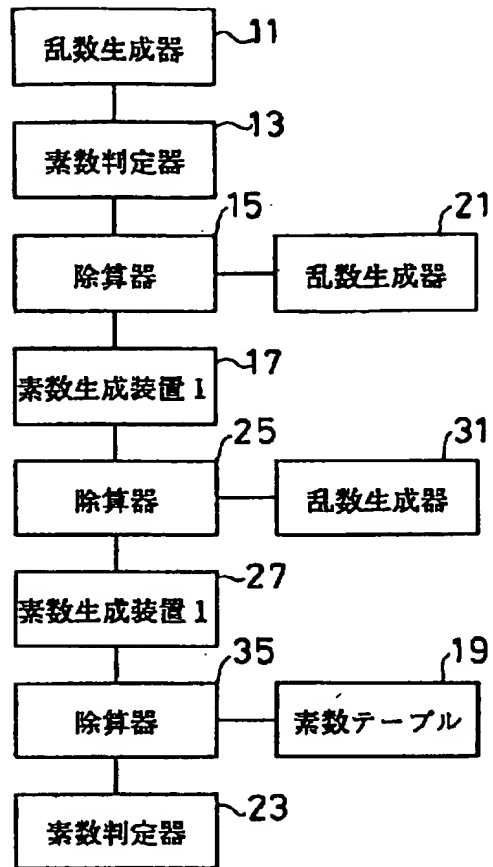 11
乱数生成器
13
素数判定器
15
除算器
21
乱数生成器
17
素数生成装置1
25
除算器
31
乱数生成器
27
素数生成装置1
35
除算器
19
素数テーブル
23
素数判定器